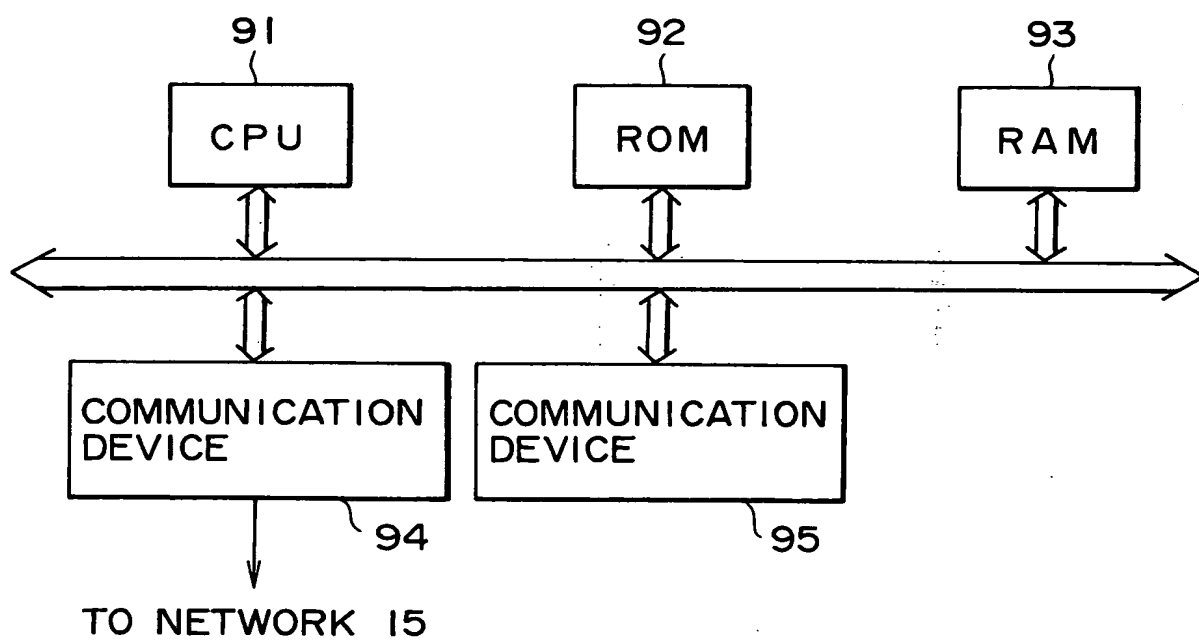 91
92
93
CPU
ROM
RAM
COMMUNICATION
DEVICE
COMMUNICATION
DEVICE
94
95
TO NETWORK 15